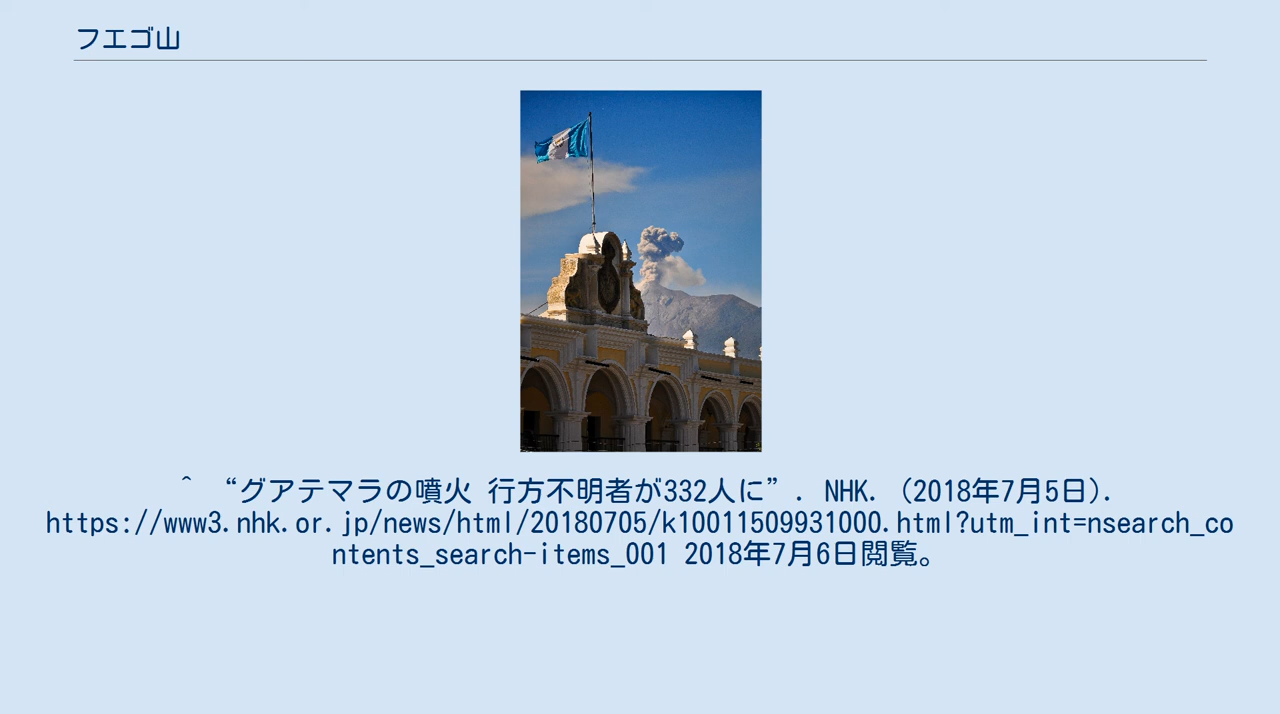 フエゴ山
^ “グアテマラの噴火 行方不明者が332人に”. NHK. (2018年7月5日).
https://www3.nhk.or.jp/news/html/20180705/k10011509931000.html?utm_int=nsearch_co
ntents_search-items_001 2018年7月6日閲覧。